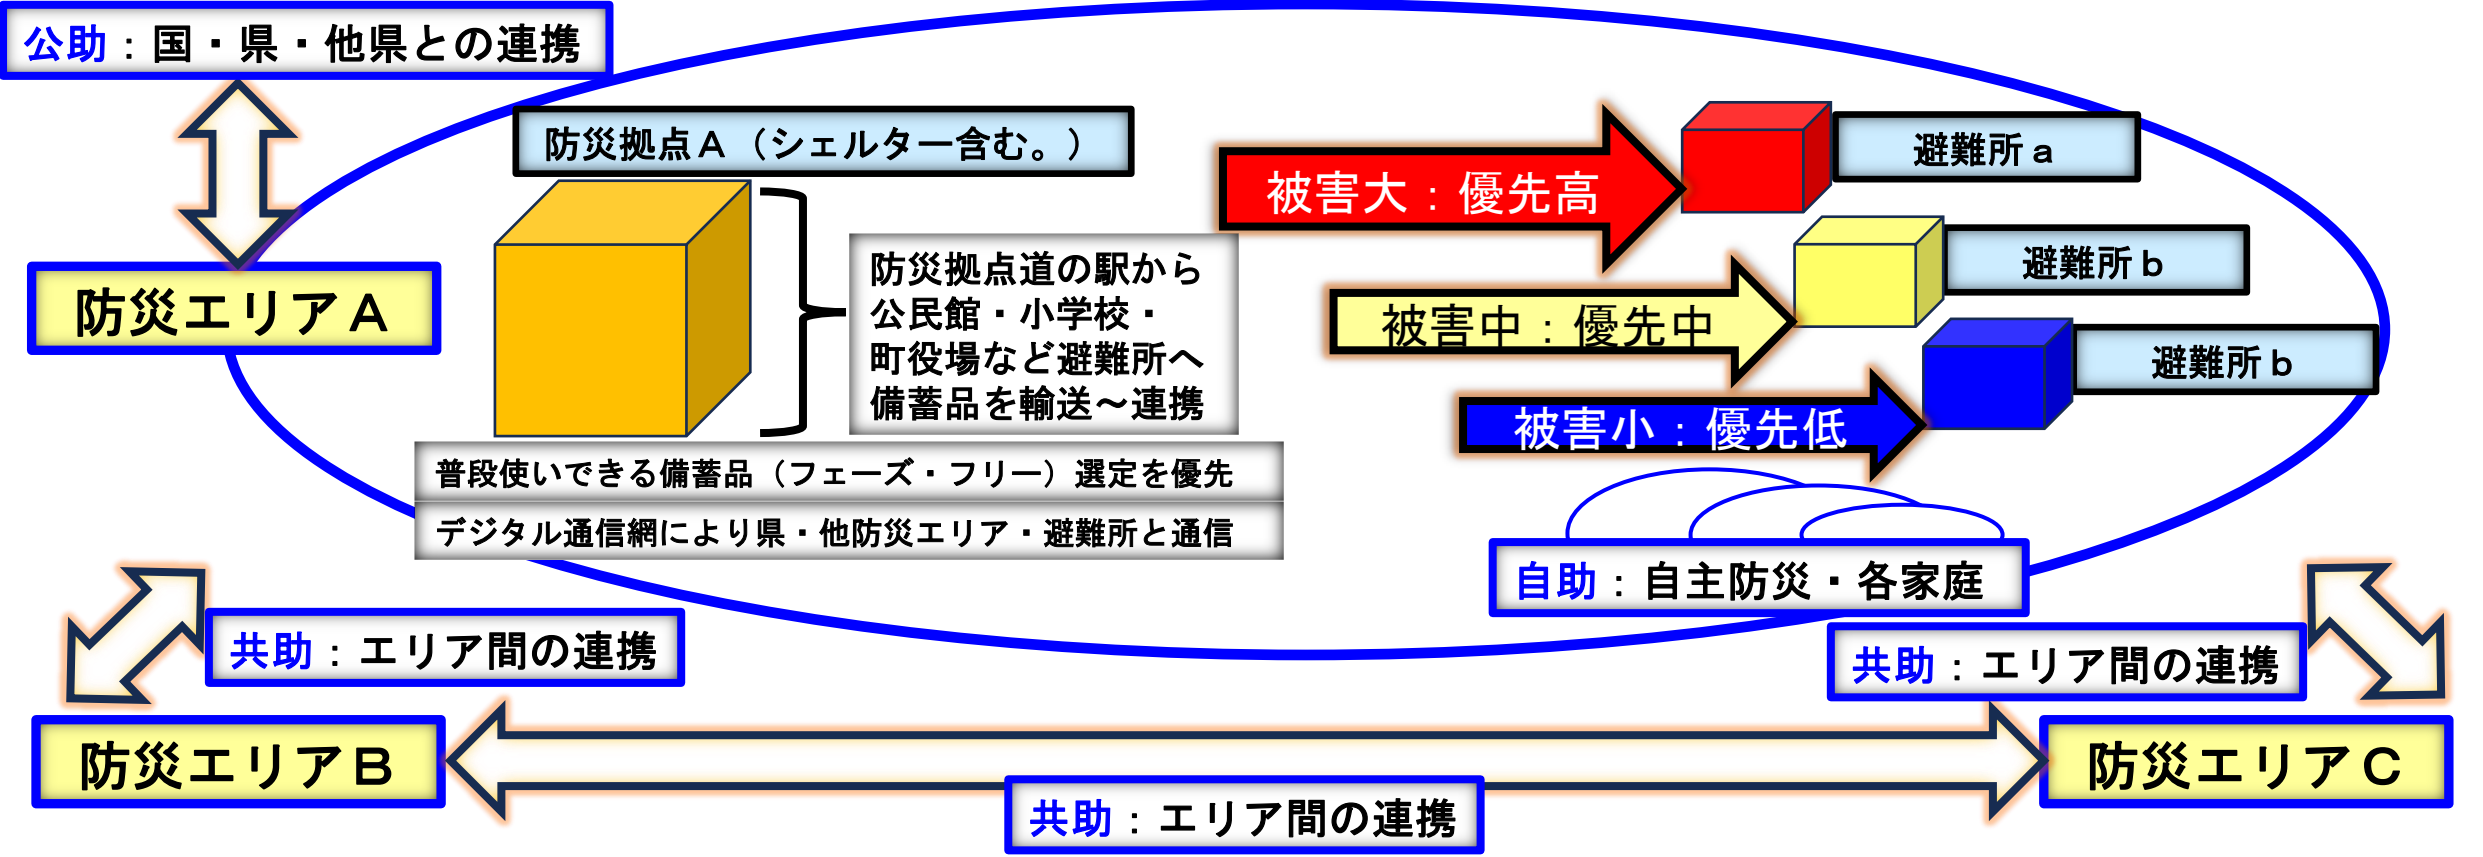 公助：国・県・他県との連携
防災拠点Ａ（シェルター含む。）
避難所ａ
被害大：優先高
避難所ｂ
防災エリアＡ
防災拠点道の駅から
公民館・小学校・
町役場など避難所へ
備蓄品を輸送～連携
被害中：優先中
避難所ｂ
被害小：優先低
普段使いできる備蓄品（フェーズ・フリー）選定を優先
デジタル通信網により県・他防災エリア・避難所と通信
自助：自主防災・各家庭
共助：エリア間の連携
共助：エリア間の連携
防災エリアＢ
防災エリアＣ
共助：エリア間の連携